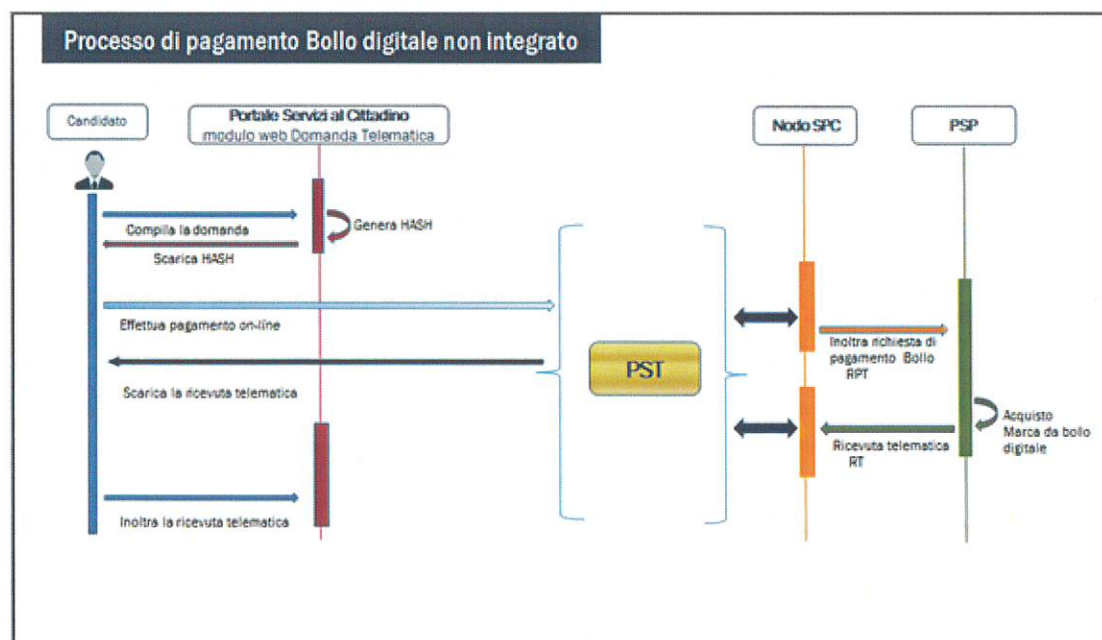 Processo di pagamento Bollo digitale non integrato
Candidato
Portale Servizi al Cittadino
modulo web Domanda Telematica
Nodo SPC
PSP
Compila la domanda
Genera HASH
Scarica HASH
Effettua pagamento on-line
Inoltra richiesta di
pagamento Bollo
RPT
PST
Scarica la ricevuta telematica
Acquisto
Marca da bollo
digitale
Ricevuta telematica
RT
Inoltra la ricevuta telematica